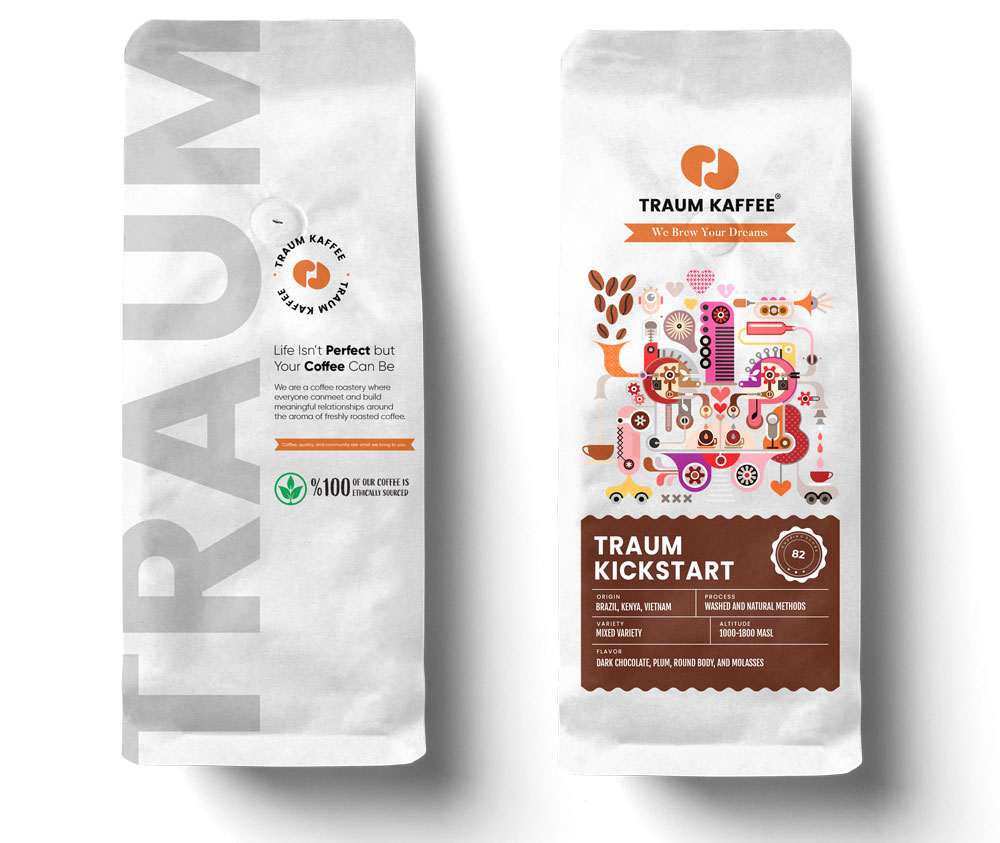 TRAUM
TRAUM KAFFEE • TRAUM KAFFEE •
Life Isn't Perfect but
Your Coffee Can Be
We are a coffee roastery where
everyone canmeet and build
meaningful relationships around
the aroma of freshly roasted coffee.
Coffee, quality, and community are what we bring to you.
%100 OF OUR COFFEE IS
ETHICALLY SOURCED
TRAUM KAFFEE®
We Brew Your Dreams
TRAUM
KICKSTART
CUPPING SCORE
82
ORIGIN
BRAZIL, KENYA, VIETNAM
PROCESS
WASHED AND NATURAL METHODS
VARIETY
MIXED VARIETY
ALTITUDE
1000-1800 MASL
FLAVOR
DARK CHOCOLATE, PLUM, ROUND BODY, AND MOLASSES